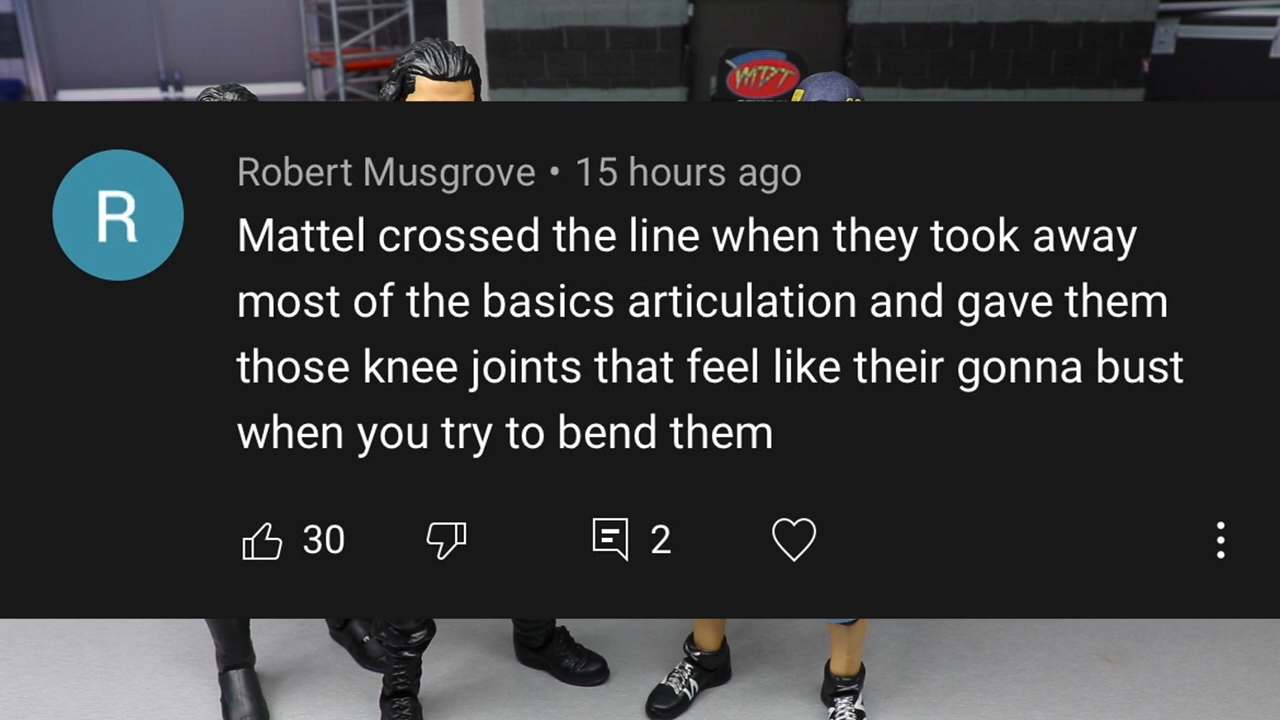 Robert Musgrove • 15 hours ago
R
Mattel crossed the line when they took away
most of the basics articulation and gave them
those knee joints that feel like their gonna bust
when you try to bend them
30
2